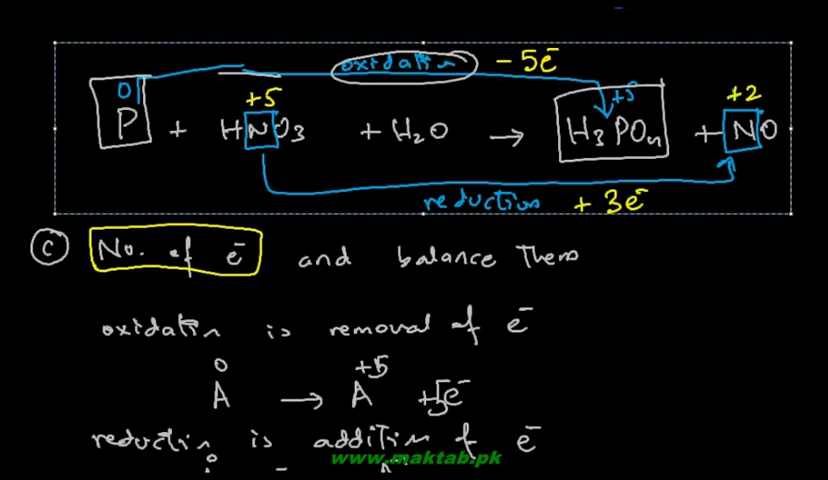 oxidation - 5e⁻
0 +5 +5 +2
P + HNO3 + H2O → H3PO4 + NO
reduction + 3e⁻
(c) No. of e⁻ and balance them
oxidation is removal of e⁻
0 +5
A → A +5e⁻
reduction is addition of e⁻
www.maktab.pk